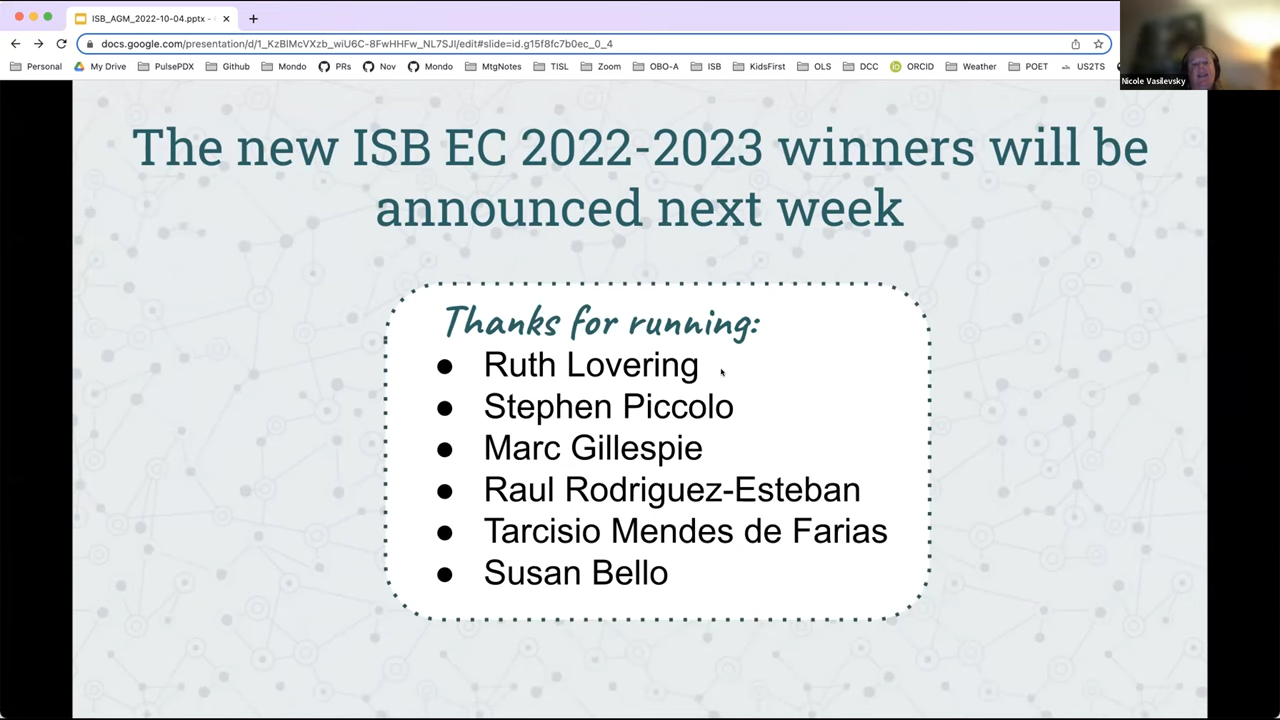 ISB_AGM_2022-10-04.pptx -
docs.google.com/presentation/d/1_KzBlMcVXzb_wiU6C-8FwHHFw_NL7SJI/edit#slide=id.g15f8fc7b0ec_0_4
Personal My Drive PulsePDX Github Mondo PRs Nov Mondo MtgNotes TISL Zoom OBO-A ISB KidsFirst OLS DCC ORCID Weather POET US2TS
Nicole Vasilevsky
The new ISB EC 2022-2023 winners will be
announced next week
Thanks for running:
● Ruth Lovering
● Stephen Piccolo
● Marc Gillespie
● Raul Rodriguez-Esteban
● Tarcisio Mendes de Farias
● Susan Bello